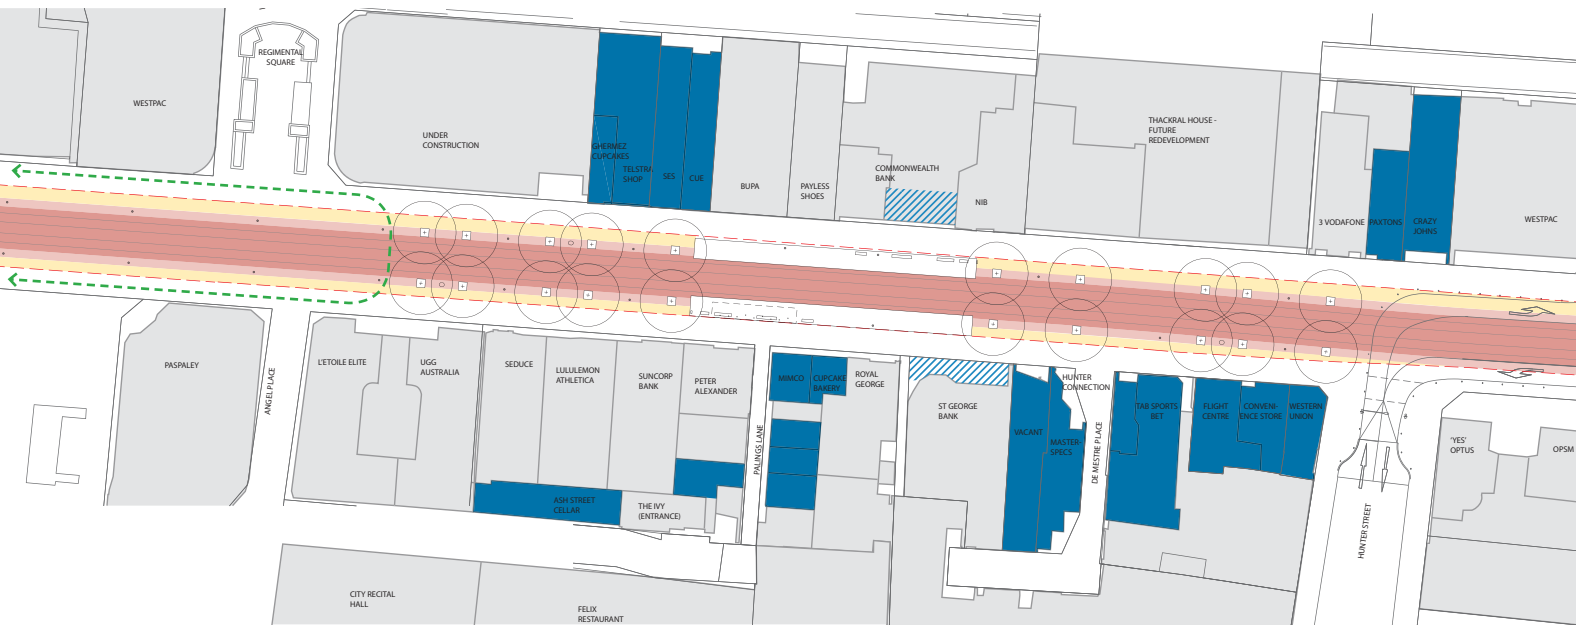 REGIMENTAL
SQUARE
WESTPAC
UNDER
CONSTRUCTION
GHERMEZ
CUPCAKES
TELSTRA
SHOP
SES
CUE
BUPA
PAYLESS
SHOES
COMMONWEALTH
BANK
NIB
THACKRAL HOUSE -
FUTURE
REDEVELOPMENT
3 VODAFONE
PAXTONS
CRAZY
JOHNS
WESTPAC
PASPALEY
ANGEL PLACE
L'ETOILE ELITE
UGG
AUSTRALIA
SEDUCE
LULULEMON
ATHLETICA
SUNCORP
BANK
PETER
ALEXANDER
PALINGS LANE
MIMCO
CUPCAKE
BAKERY
ROYAL
GEORGE
ST GEORGE
BANK
VACANT
HUNTER
CONNECTION
MASTER-
SPECS
DE MESTRE PLACE
TAB SPORTS
BET
FLIGHT
CENTRE
CONVENI-
ENCE STORE
WESTERN
UNION
HUNTER STREET
'YES'
OPTUS
OPSM
ASH STREET
CELLAR
THE IVY
(ENTRANCE)
CITY RECITAL
HALL
FELIX
RESTAURANT